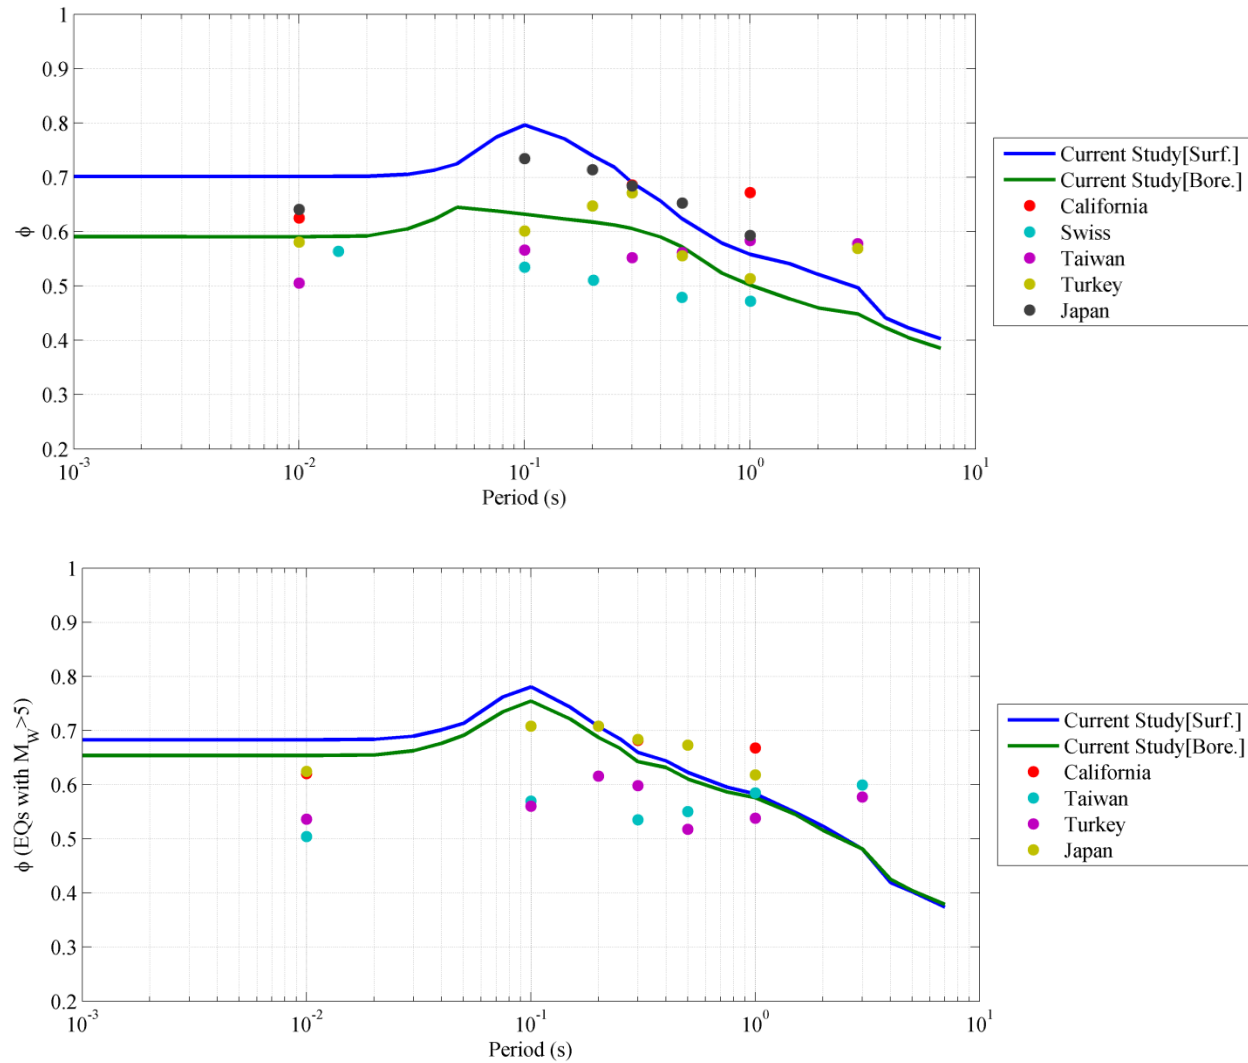 1
0.9
0.8
0.7
0.6
0.5
0.4
0.3
0.2
ϕ
10^-3
10^-2
10^-1
10^0
10^1
Period (s)
Current Study[Surf.]
Current Study[Bore.]
California
Swiss
Taiwan
Turkey
Japan
1
0.9
0.8
0.7
0.6
0.5
0.4
0.3
0.2
ϕ (EQs with M_W>5)
10^-3
10^-2
10^-1
10^0
10^1
Period (s)
Current Study[Surf.]
Current Study[Bore.]
California
Taiwan
Turkey
Japan